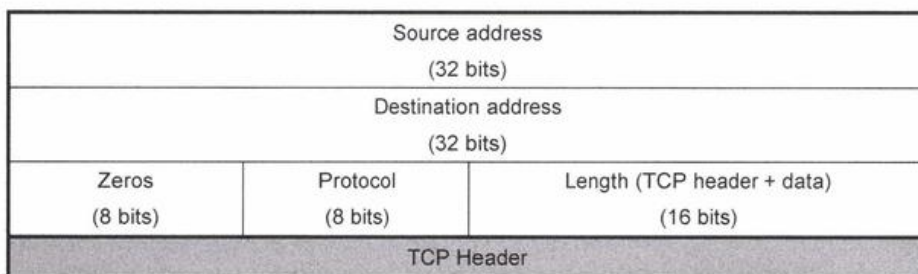 Source address
(32 bits)
Destination address
(32 bits)
Zeros Protocol Length (TCP header + data)
(8 bits) (8 bits) (16 bits)
TCP Header